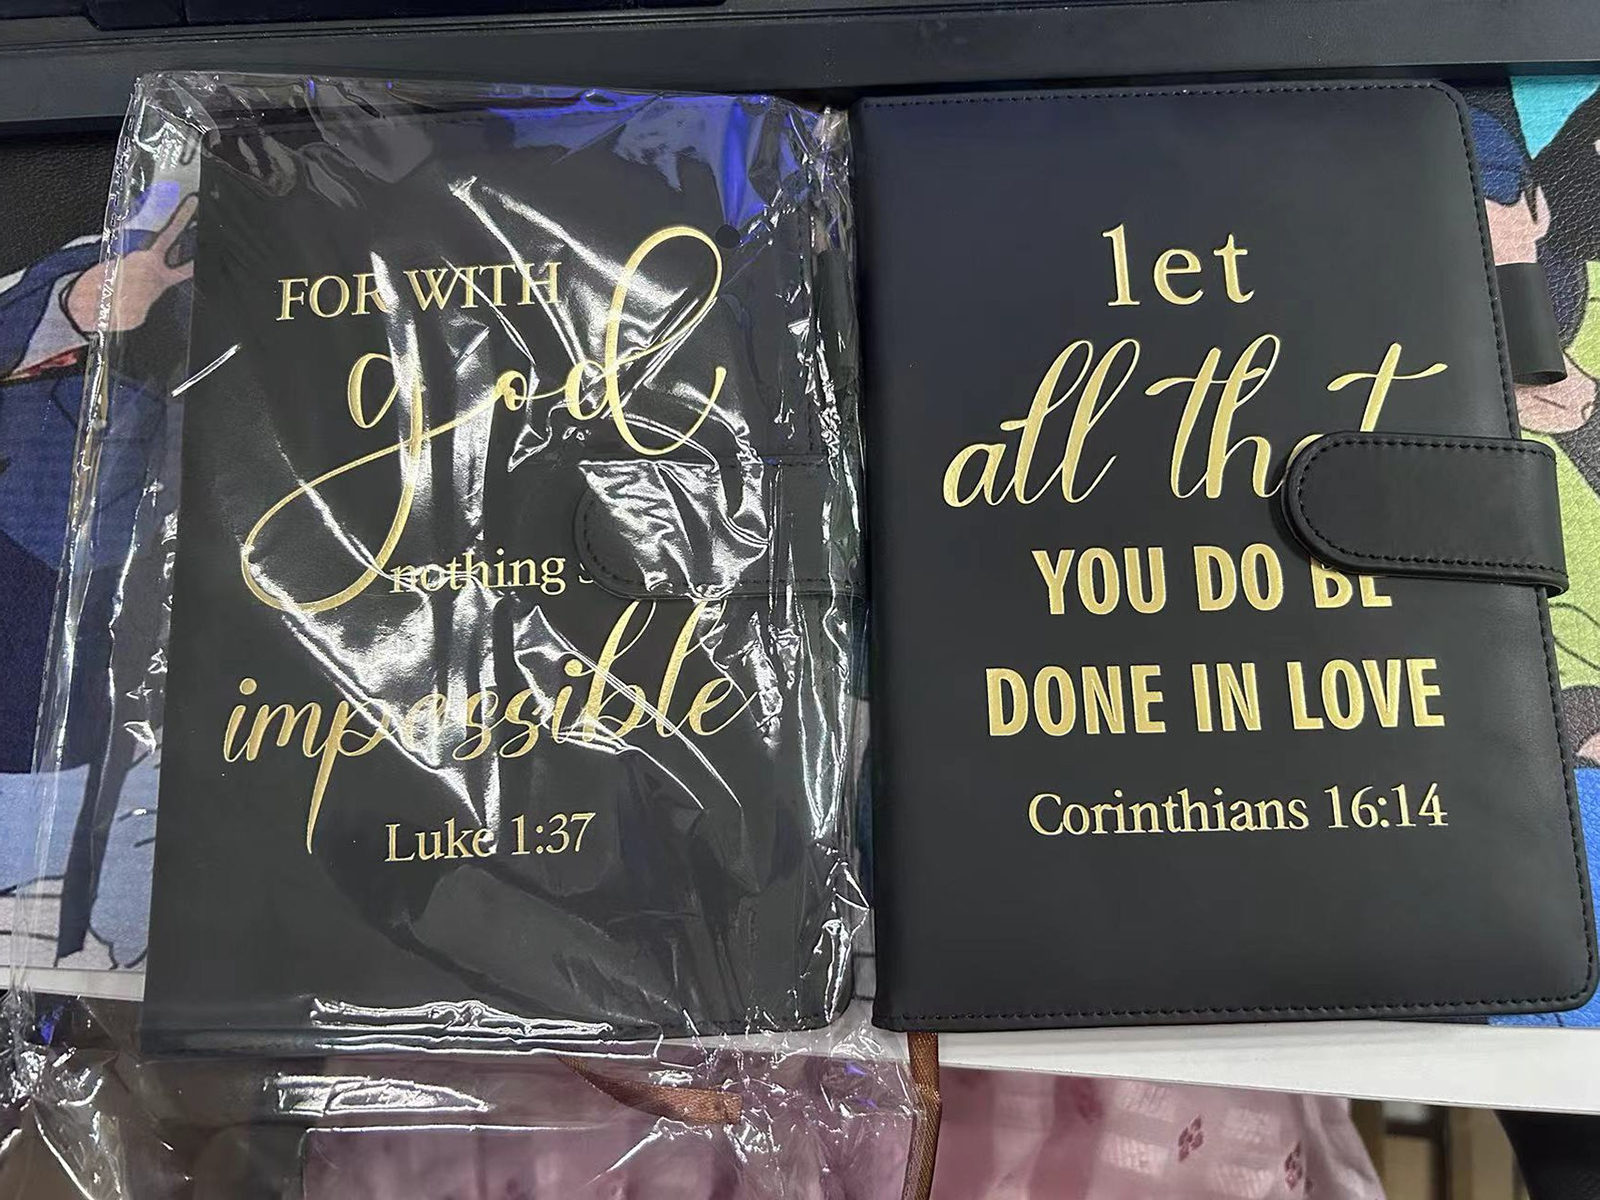 FOR WITH
god
nothing
impossible
Luke 1:37
let
all that
YOU DO BE
DONE IN LOVE
Corinthians 16:14